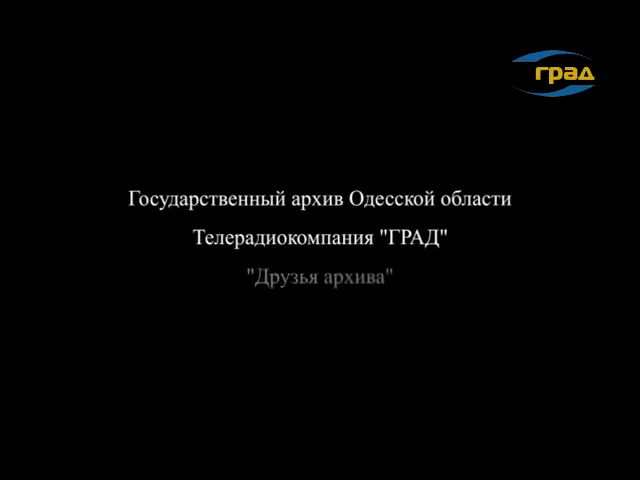 град
Государственный архив Одесской области
Телерадиокомпания "ГРАД"
"Друзья архива"